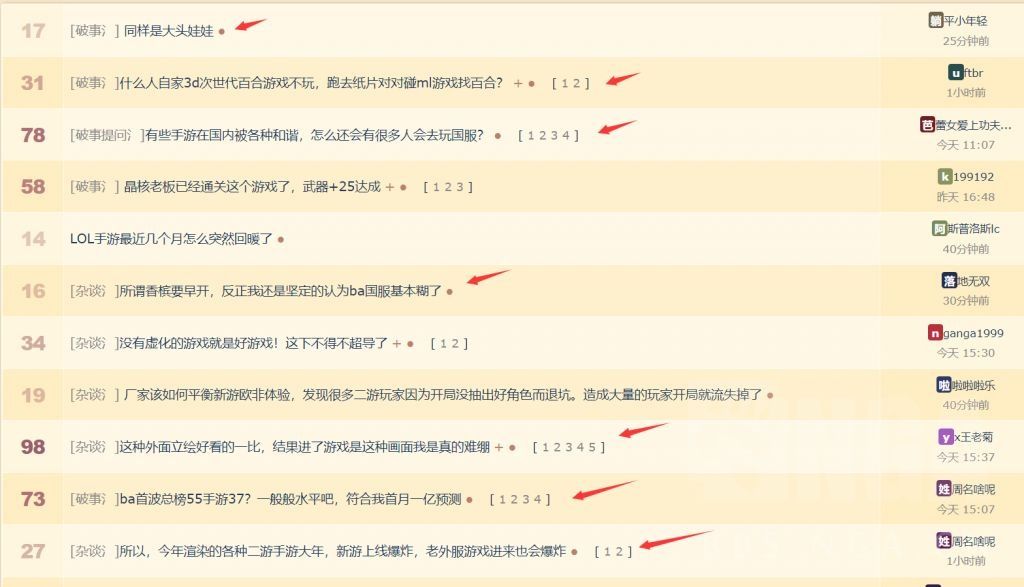 17 [破事氵] 同样是大头娃娃 躺平小年轻
25分钟前
31 [破事氵]什么人自家3d次世代百合游戏不玩，跑去纸片对对碰ml游戏找百合？ + [ 1 2 ] uftbr
1小时前
78 [破事提问氵]有些手游在国内被各种和谐，怎么还会有很多人会去玩国服？ [ 1 2 3 4 ] 芭蕾女爱上功夫...
今天 11:07
58 [破事氵] 晶核老板已经通关这个游戏了，武器+25达成 + [ 1 2 3 ] k199192
昨天 16:48
14 LOL手游最近几个月怎么突然回暖了 阿斯普洛斯lc
40分钟前
16 [杂谈氵]所谓香槟要早开，反正我还是坚定的认为ba国服基本糊了 落地无双
30分钟前
34 [杂谈氵]没有虚化的游戏就是好游戏！这下不得不超导了 + [ 1 2 ] nganga1999
今天 15:30
19 [杂谈氵] 厂家该如何平衡新游欧非体验，发现很多二游玩家因为开局没抽出好角色而退坑。造成大量的玩家开局就流失掉了 啦啦啦啦乐
40分钟前
98 [杂谈氵]这种外面立绘好看的一比，结果进了游戏是这种画面我是真的难绷 + [ 1 2 3 4 5 ] yx王老菊
今天 15:37
73 [破事氵]ba首波总榜55手游37？一般般水平吧，符合我首月一亿预测 [ 1 2 3 4 ] 姓周名啥呢
今天 15:07
27 [杂谈氵]所以，今年渲染的各种二游手游大年，新游上线爆炸，老外服游戏进来也会爆炸 [ 1 2 ] 姓周名啥呢
1小时前